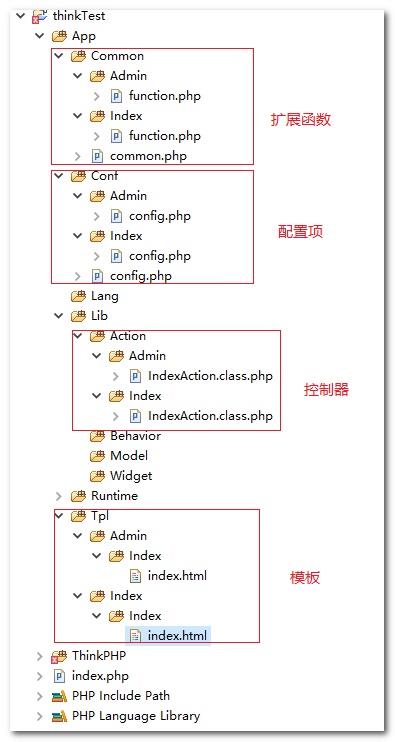 thinkTest
App
Common
Admin
function.php
Index
function.php
扩展函数
common.php
Conf
Admin
config.php
Index
配置项
config.php
config.php
Lang
Lib
Action
Admin
IndexAction.class.php
控制器
Index
IndexAction.class.php
Behavior
Model
Widget
Runtime
Tpl
Admin
Index
index.html
模板
Index
Index
index.html
ThinkPHP
index.php
PHP Include Path
PHP Language Library